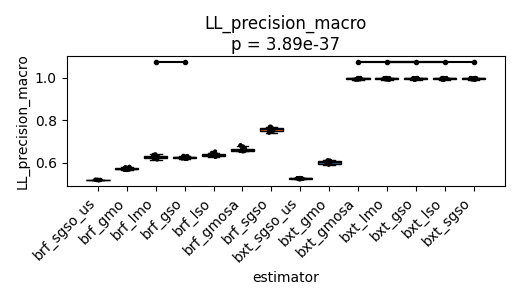 LL_precision_macro
p = 3.89e-37
LL_precision_macro
1.0
0.8
0.6
brf_sgso_us
brf_gmo
brf_lmo
brf_gso
brf_lso
brf_gmosa
brf_sgso
bxt_sgso_us
bxt_gmo
bxt_gmosa
bxt_lmo
bxt_gso
bxt_lso
bxt_sgso
estimator